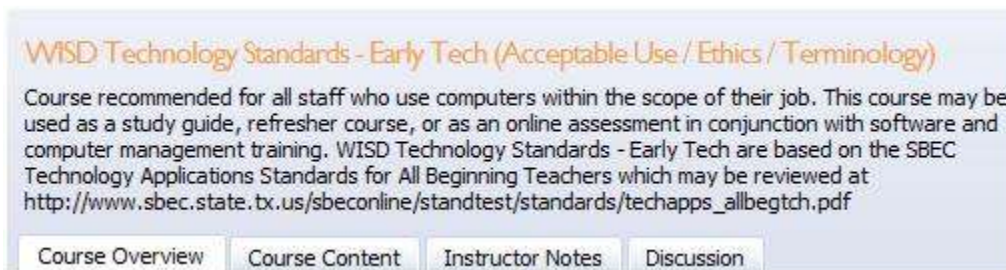 WISD Technology Standards - Early Tech (Acceptable Use / Ethics / Terminology)
Course recommended for all staff who use computers within the scope of their job. This course may be
used as a study guide, refresher course, or as an online assessment in conjunction with software and
computer management training. WISD Technology Standards - Early Tech are based on the SBEC
Technology Applications Standards for All Beginning Teachers which may be reviewed at
http://www.sbec.state.tx.us/sbeconline/standtest/standards/techapps_allbegtch.pdf
Course Overview Course Content Instructor Notes Discussion